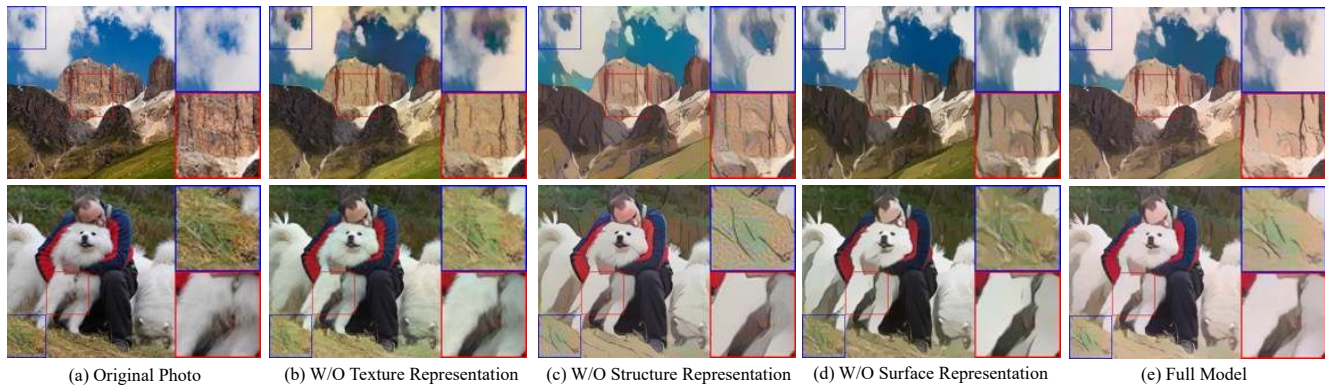 (a) Original Photo
(b) W/O Texture Representation
(c) W/O Structure Representation
(d) W/O Surface Representation
(e) Full Model